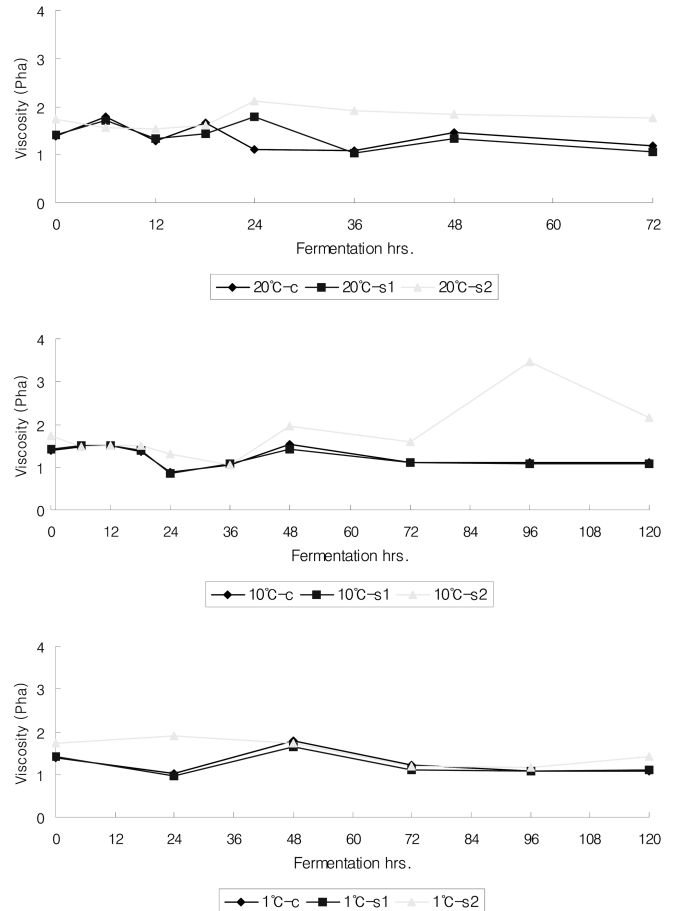 4
3
2
1
0
Viscosity (Pha)
0 12 24 36 48 60 72
Fermentation hrs.
20℃-c 20℃-s1 20℃-s2
4
3
2
1
0
Viscosity (Pha)
0 12 24 36 48 60 72 84 96 108 120
Fermentation hrs.
10℃-c 10℃-s1 10℃-s2
4
3
2
1
0
Viscosity (Pha)
0 12 24 36 48 60 72 84 96 108 120
Fermentation hrs.
1℃-c 1℃-s1 1℃-s2